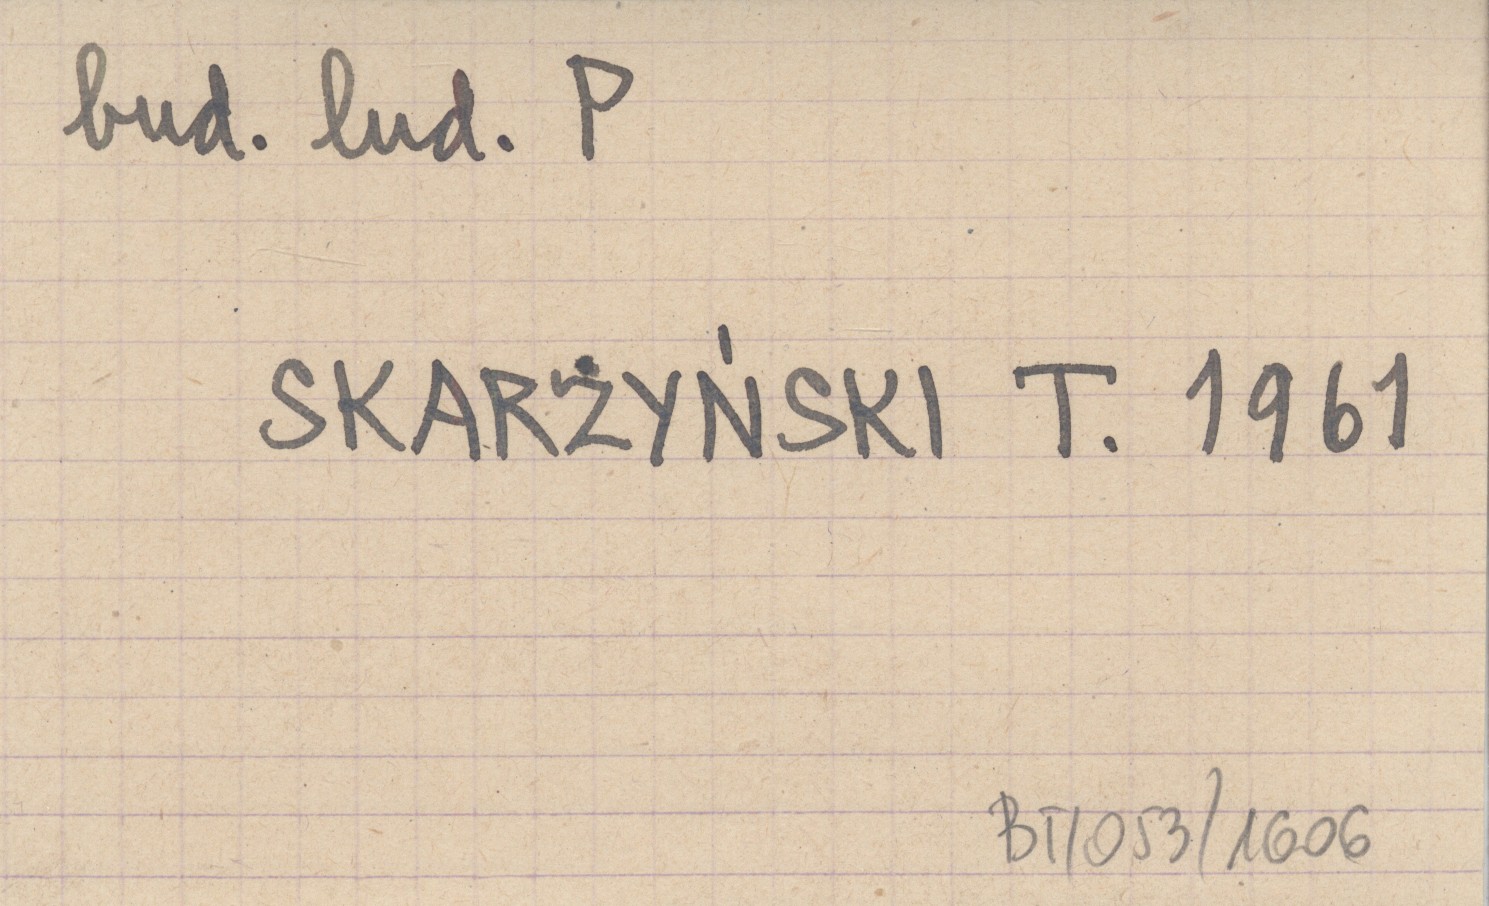 bud. lud. P
SKARŻYŃSKI T. 1961
BT/053/1606